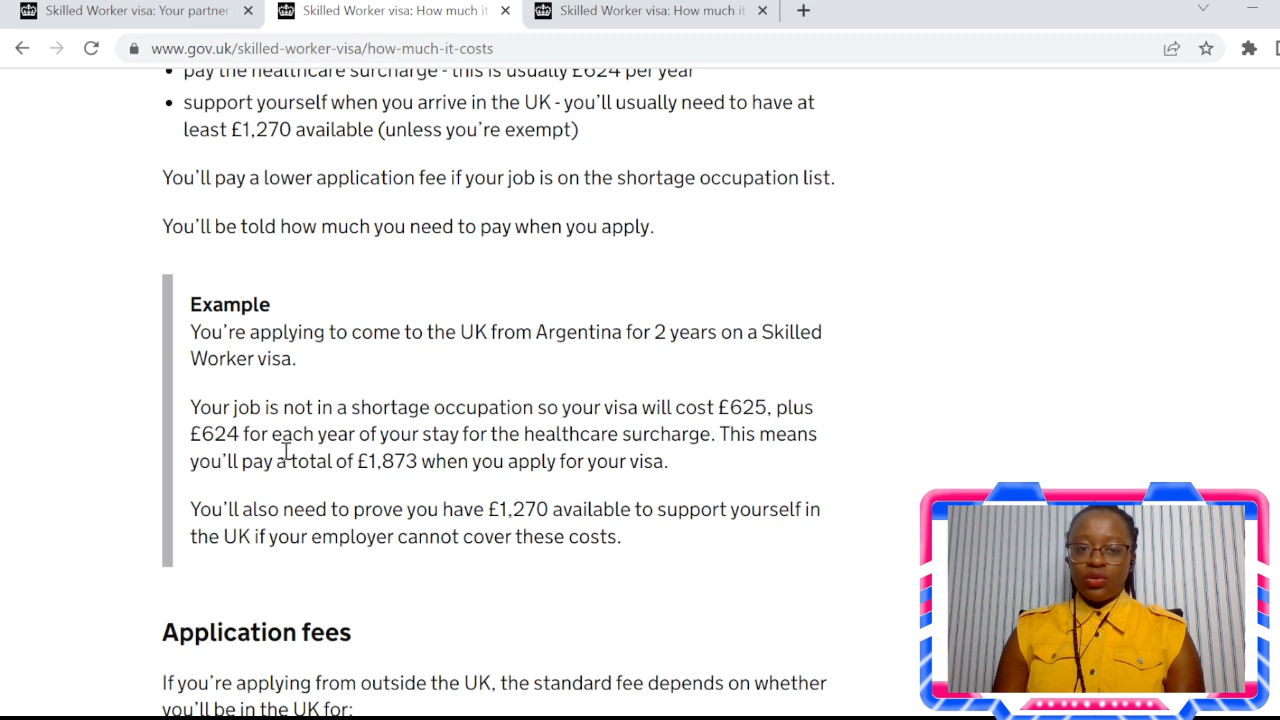 Skilled Worker visa: Your partner
Skilled Worker visa: How much it
Skilled Worker visa: How much it
www.gov.uk/skilled-worker-visa/how-much-it-costs
pay the healthcare surcharge - this is usually £624 per year
support yourself when you arrive in the UK - you'll usually need to have at
least £1,270 available (unless you're exempt)
You'll pay a lower application fee if your job is on the shortage occupation list.
You'll be told how much you need to pay when you apply.
Example
You're applying to come to the UK from Argentina for 2 years on a Skilled
Worker visa.
Your job is not in a shortage occupation so your visa will cost £625, plus
£624 for each year of your stay for the healthcare surcharge. This means
you'll pay a total of £1,873 when you apply for your visa.
You'll also need to prove you have £1,270 available to support yourself in
the UK if your employer cannot cover these costs.
Application fees
If you're applying from outside the UK, the standard fee depends on whether
you'll be in the UK for: